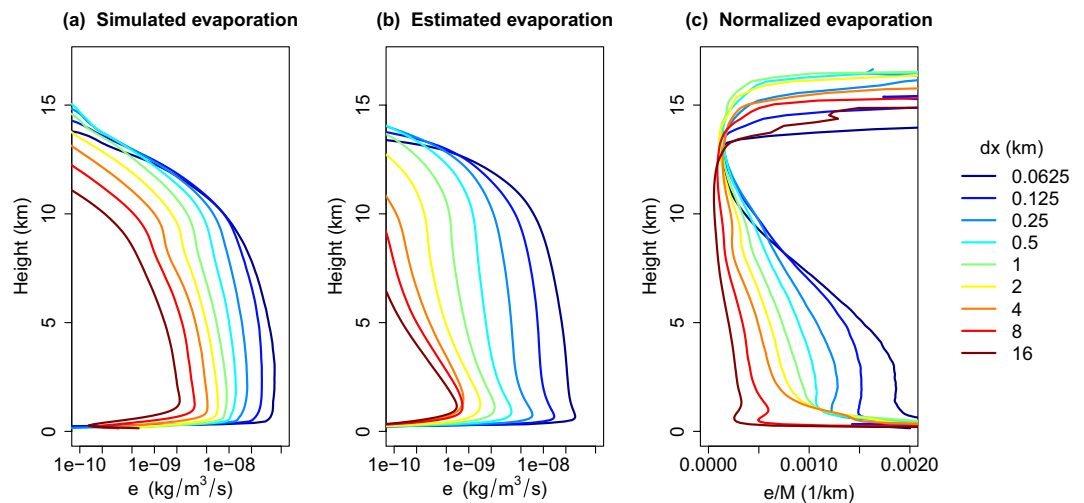 (a) Simulated evaporation
(b) Estimated evaporation
(c) Normalized evaporation
Height (km)
15
10
5
0
1e−10 1e−09 1e−08
e (kg/m³/s)
Height (km)
15
10
5
0
1e−10 1e−09 1e−08
e (kg/m³/s)
Height (km)
15
10
5
0
0.0000 0.0010 0.0020
e/M (1/km)
dx (km)
0.0625
0.125
0.25
0.5
1
2
4
8
16